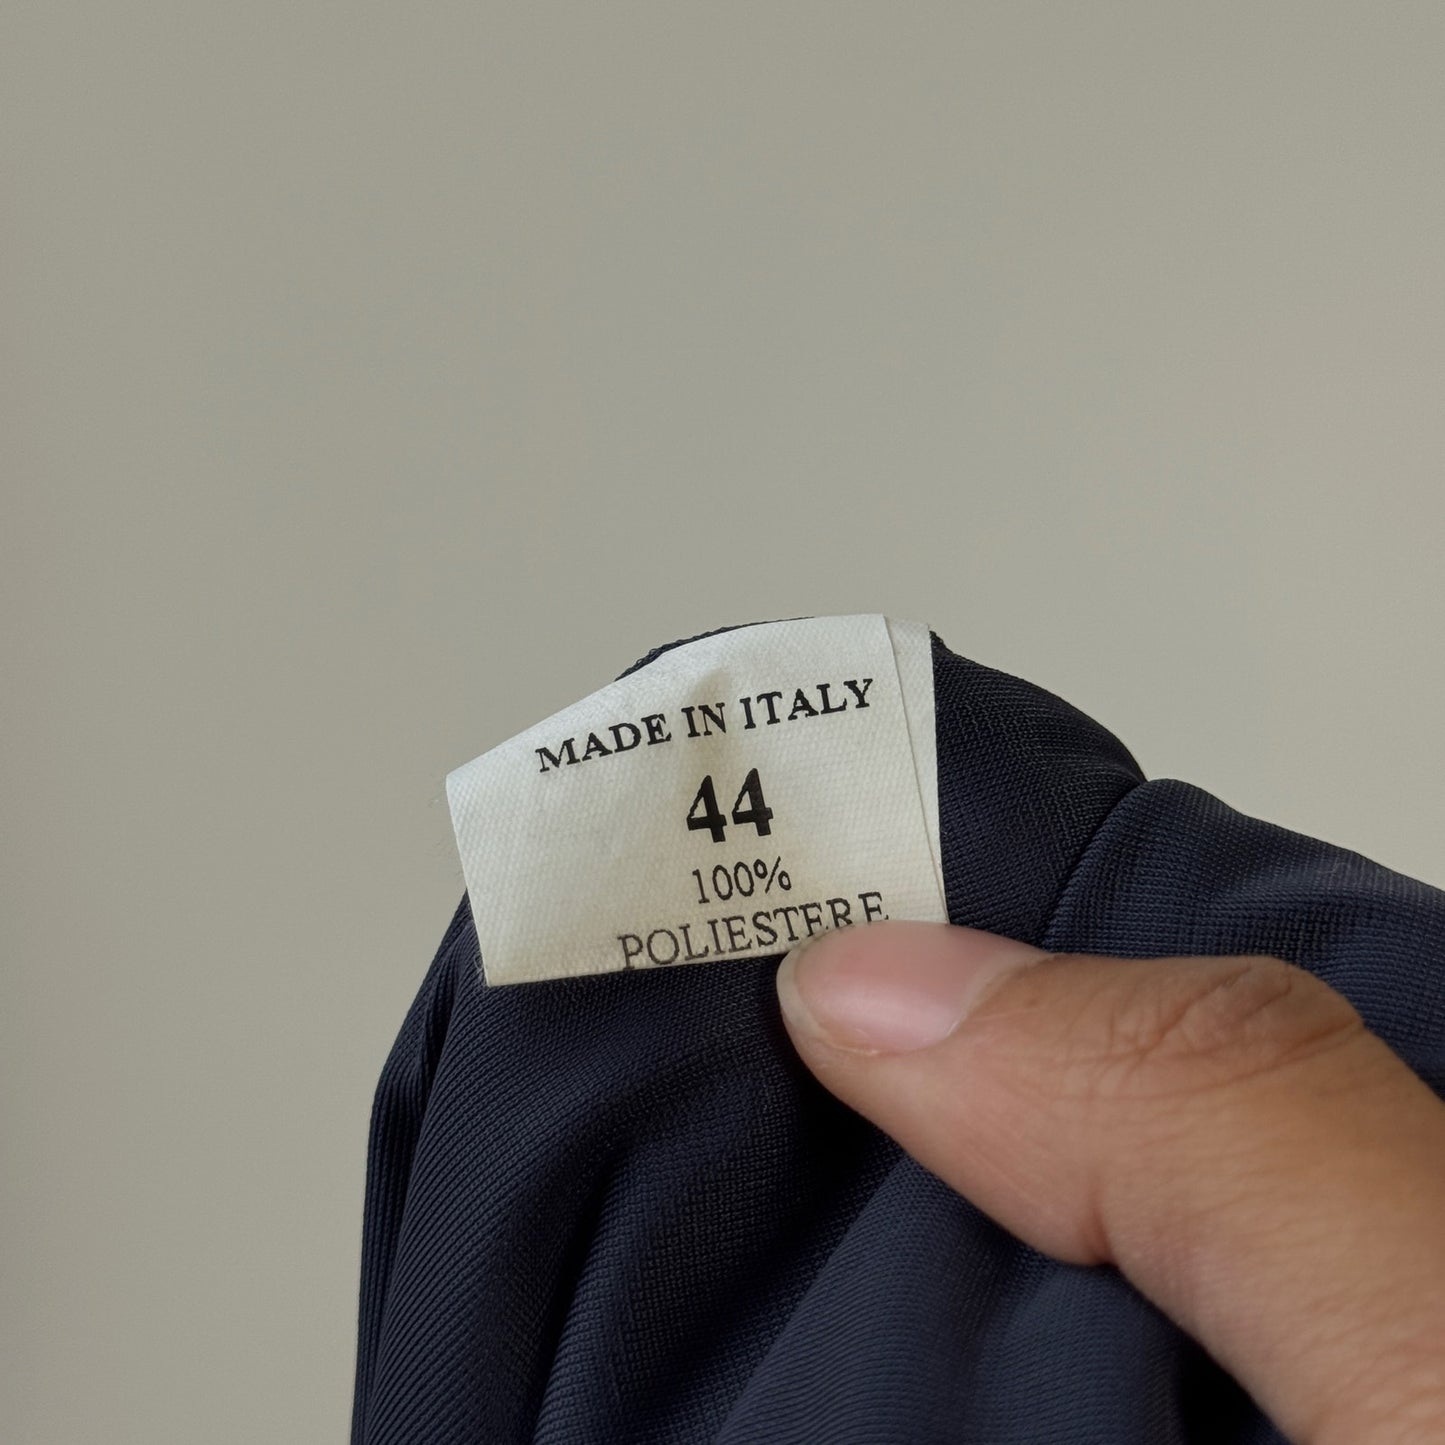 MADE IN ITALY
44
100%
POLIESTERE